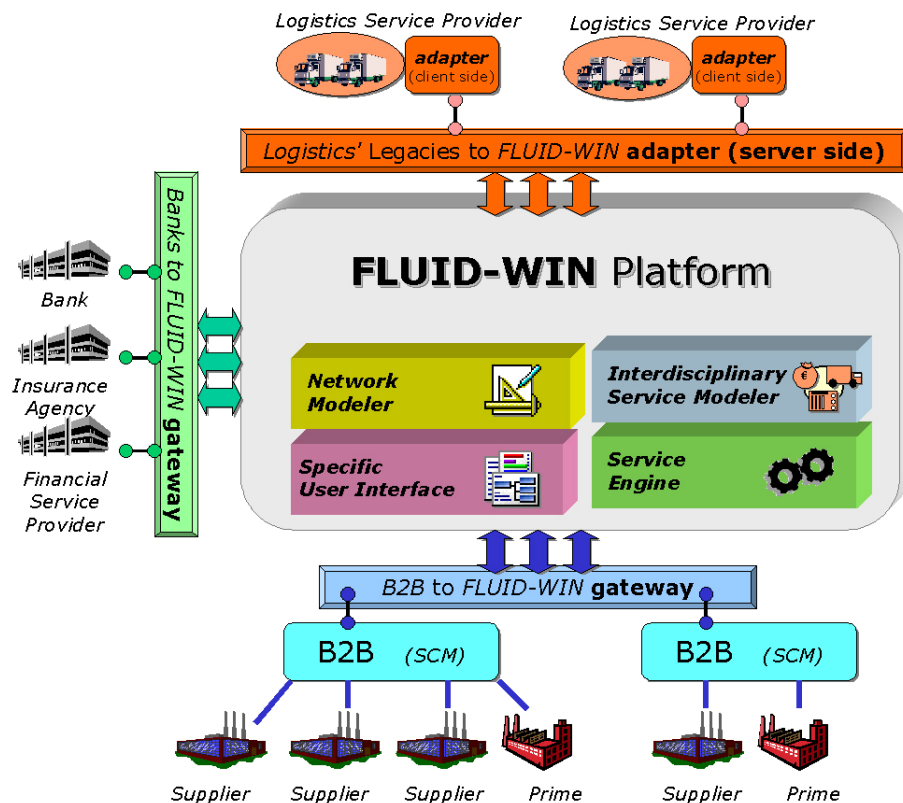 Logistics Service Provider
Logistics Service Provider
adapter
(client side)
adapter
(client side)
Logistics' Legacies to FLUID-WIN adapter (server side)
Banks to FLUID-WIN gateway
Bank
Insurance
Agency
Financial
Service
Provider
FLUID-WIN Platform
Network
Modeler
Interdisciplinary
Service Modeler
Specific
User Interface
Service
Engine
B2B to FLUID-WIN gateway
B2B (SCM)
B2B (SCM)
Supplier
Supplier
Supplier
Prime
Supplier
Prime